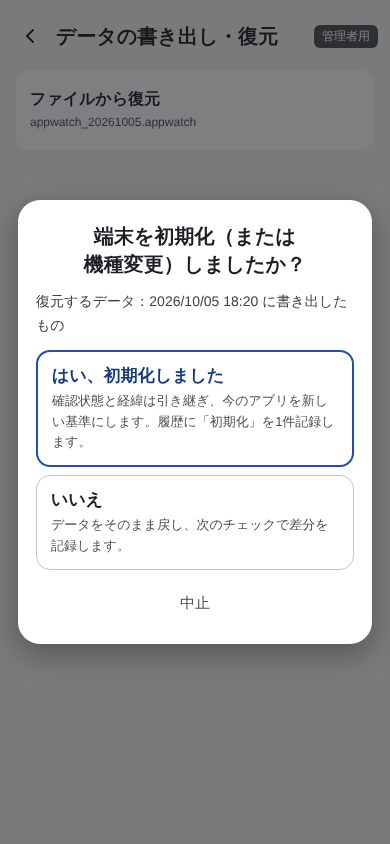 データの書き出し・復元
管理者用
ファイルから復元
appwatch_20261005.appwatch
端末を初期化（または
機種変更）しましたか？
復元するデータ：2026/10/05 18:20 に書き出した
もの
はい、初期化しました
確認状態と経緯は引き継ぎ、今のアプリを新し
い基準にします。履歴に「初期化」を1件記録し
ます。
いいえ
データをそのまま戻し、次のチェックで差分を
記録します。
中止